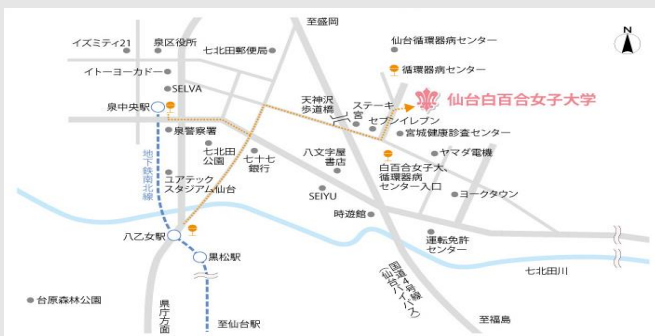 至盛岡
N
イズミティ21
泉区役所
七北田郵便局
仙台循環器病センター
イトーヨーカドー
循環器病センター
SELVA
仙台白百合女子大学
泉中央駅
天神沢
歩道橋
ステーキ
宮
セブンイレブン
泉警察署
宮城健康診査センター
地下鉄南北線
七北田
公園
七十七
銀行
八文字屋
書店
ヤマダ電機
白百合女子大、
循環器病
センター入口
ユアテック
スタジアム仙台
SEIYU
ヨークタウン
時遊館
八乙女駅
運転免許
センター
黒松駅
七北田川
国道4号線
(仙台バイパス)
台原森林公園
県庁方面
至仙台駅
至福島